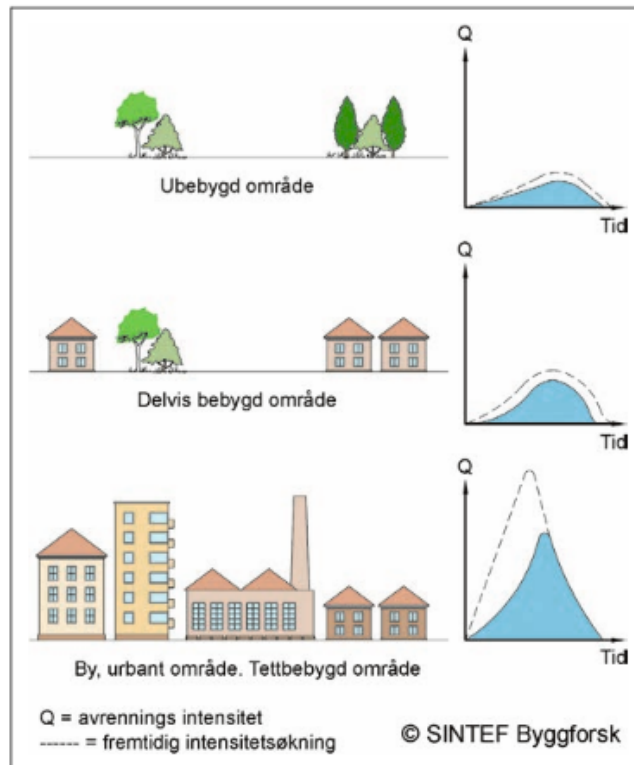 Q
Tid
Ubebygd område
Q
Tid
Delvis bebygd område
Q
Tid
By, urbant område. Tettbebygd område
Q = avrennings intensitet
------ = fremtidig intensitetsøkning
© SINTEF Byggforsk